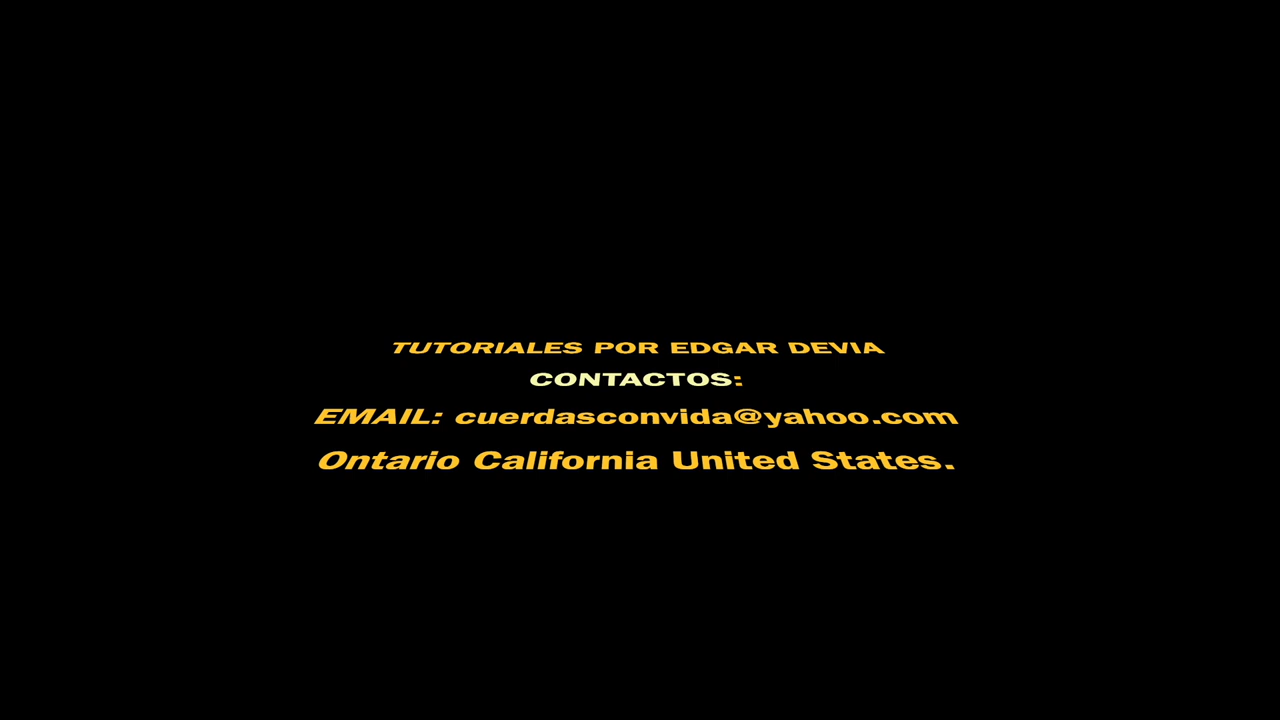 TUTORIALES POR EDGAR DEVIA
CONTACTOS:
EMAIL: cuerdasconvida@yahoo.com
Ontario California United States.